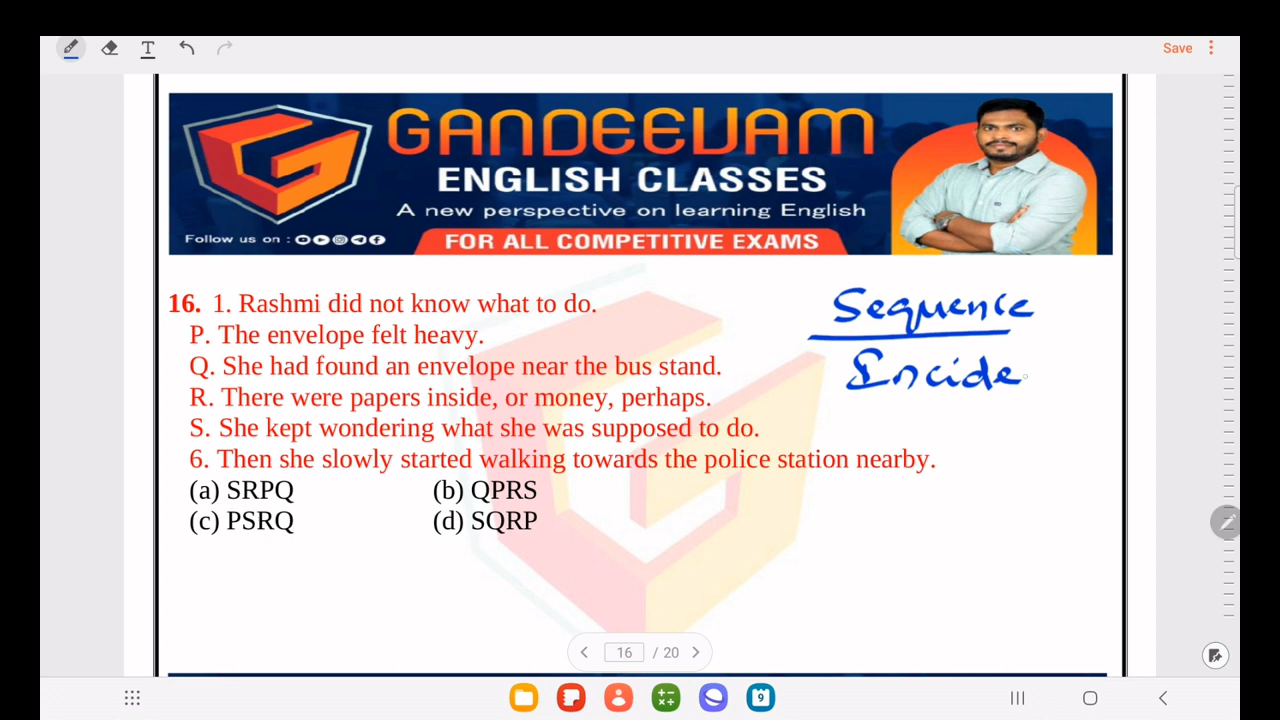 Save
GANDEEVAM
ENGLISH CLASSES
A new perspective on learning English
Follow us on :
FOR ALL COMPETITIVE EXAMS
16. 1. Rashmi did not know what to do.
P. The envelope felt heavy.
Q. She had found an envelope near the bus stand.
R. There were papers inside, or money, perhaps.
S. She kept wondering what she was supposed to do.
6. Then she slowly started walking towards the police station nearby.
(a) SRPQ (b) QPRS
(c) PSRQ (d) SQRP
Sequence
Incide
16 / 20
9